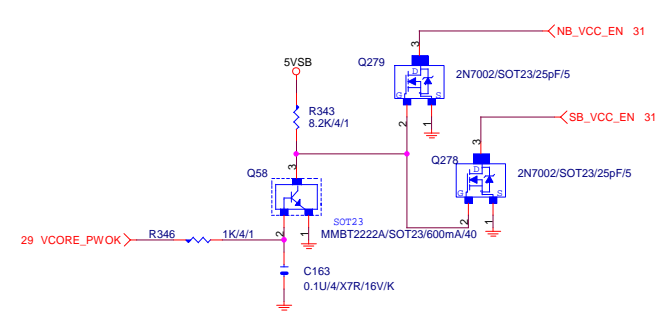 NB_VCC_EN 31
3
Q279
D
G
S
2N7002/SOT23/25pF/5
2
1
5VSB
R343
8.2K/4/1
SB_VCC_EN 31
3
Q278
D
G
S
2N7002/SOT23/25pF/5
2
1
3
Q58
SOT23
MMBT2222A/SOT23/600mA/40
2
1
29 VCORE_PWOK
R346
1K/4/1
C163
0.1U/4/X7R/16V/K